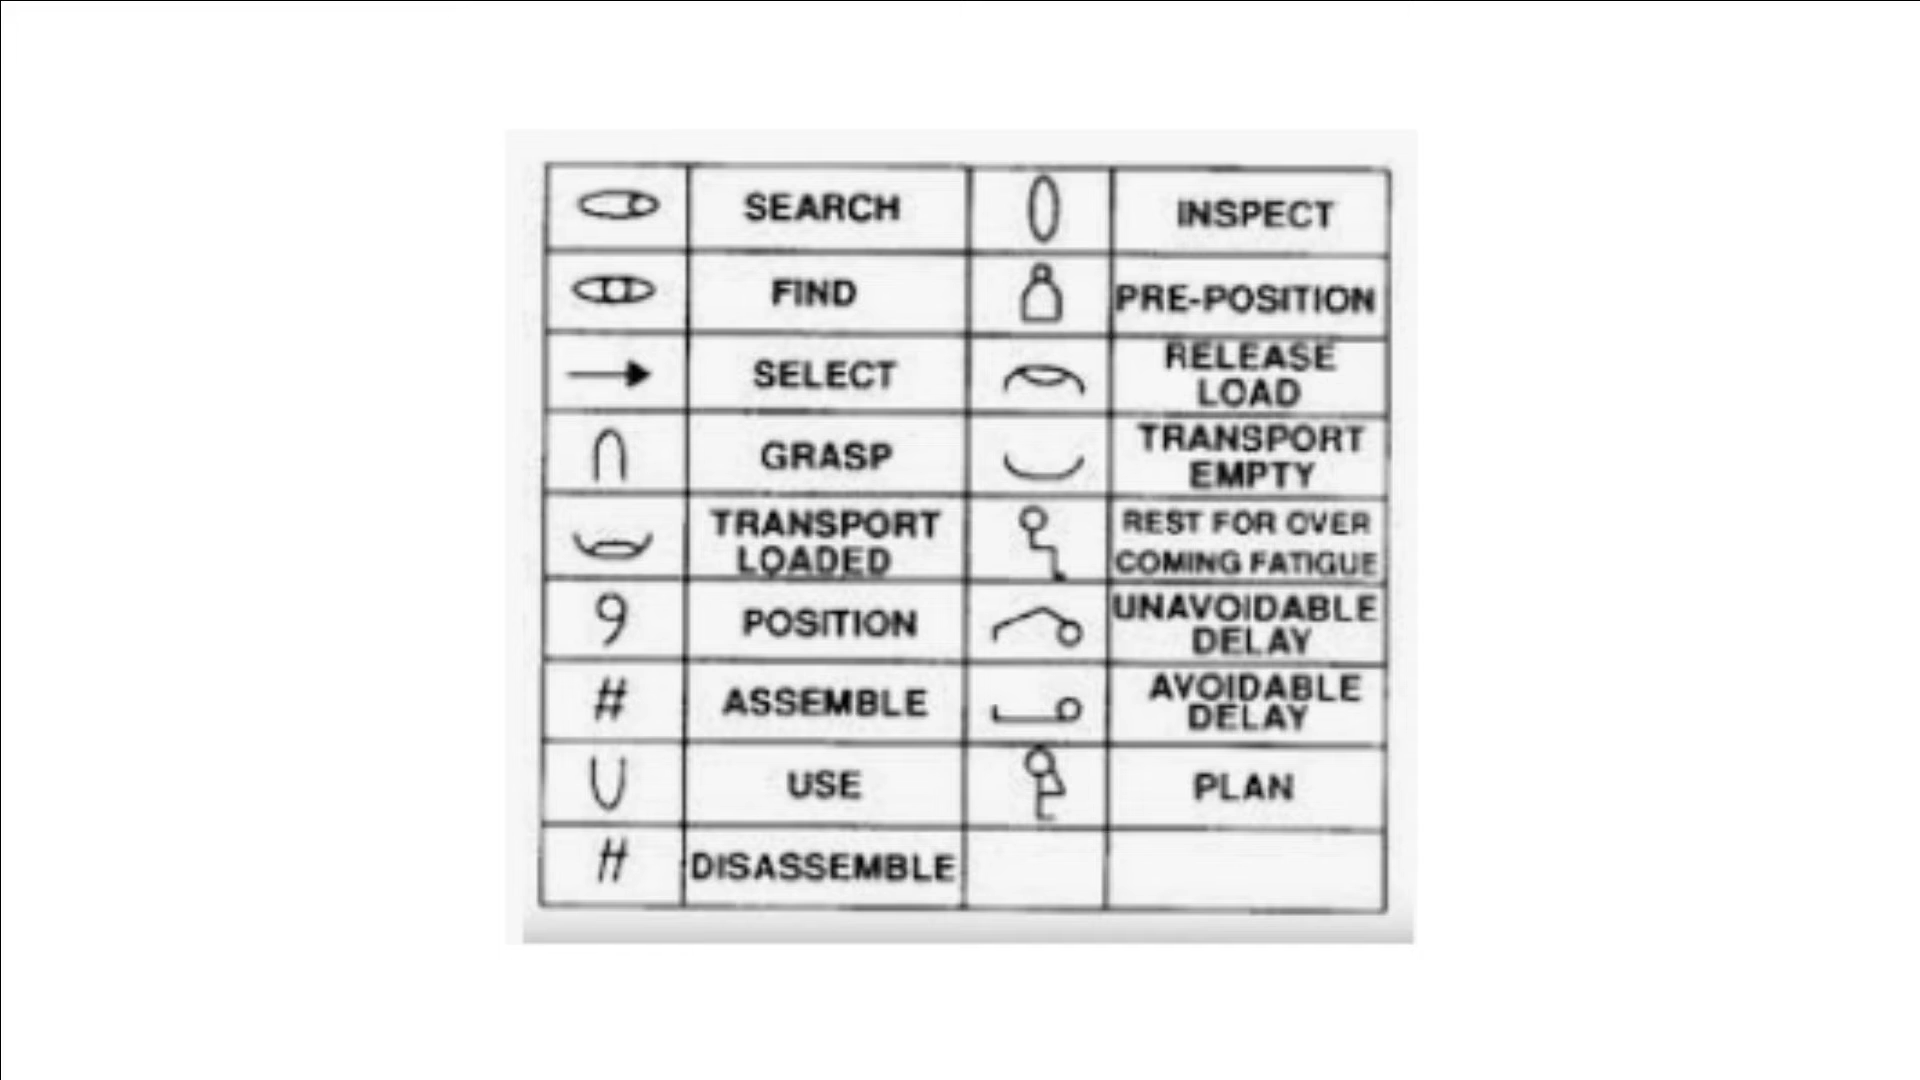 SEARCH
INSPECT
FIND
PRE-POSITION
SELECT
RELEASE
LOAD
GRASP
TRANSPORT
EMPTY
TRANSPORT
LOADED
REST FOR OVER
COMING FATIGUE
POSITION
UNAVOIDABLE
DELAY
ASSEMBLE
AVOIDABLE
DELAY
USE
PLAN
DISASSEMBLE